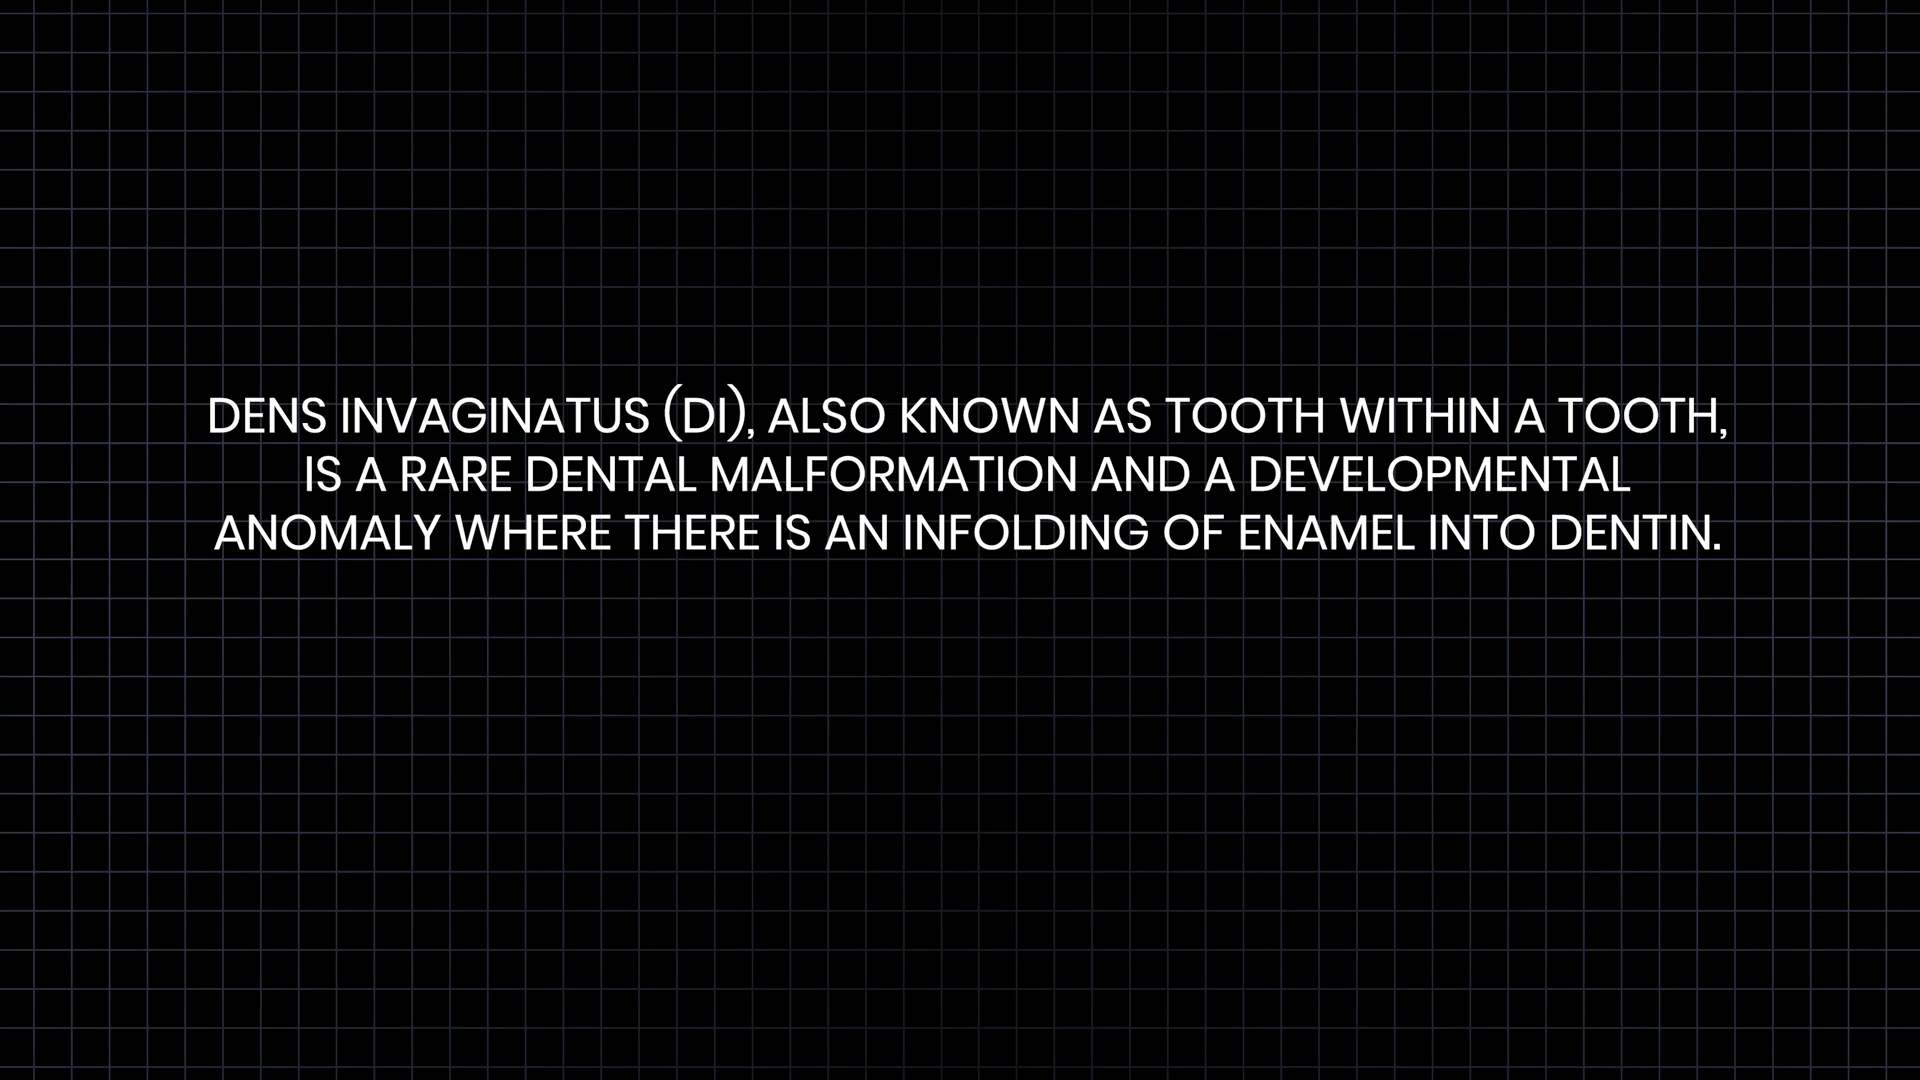 DENS INVAGINATUS (DI), ALSO KNOWN AS TOOTH WITHIN A TOOTH,
IS A RARE DENTAL MALFORMATION AND A DEVELOPMENTAL
ANOMALY WHERE THERE IS AN INFOLDING OF ENAMEL INTO DENTIN.